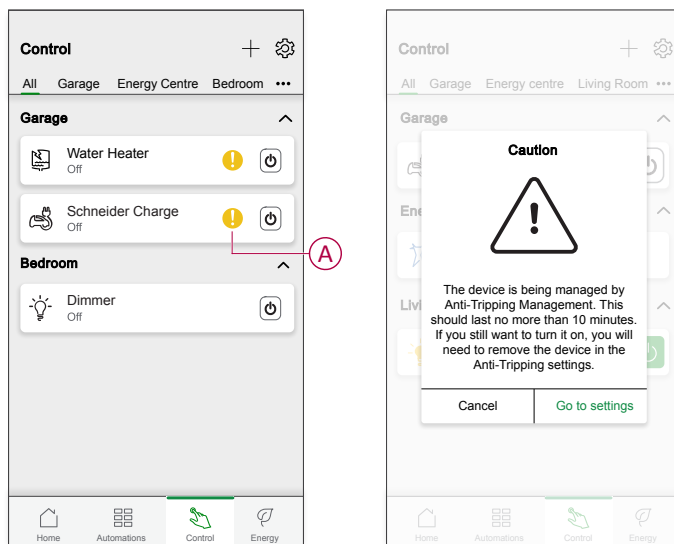 Control
All Garage Energy Centre Bedroom •••
Garage
Water Heater
Off
Schneider Charge
Off
A
Bedroom
Dimmer
Off
Home Automations Control Energy
Control
All Garage Energy centre Living Room •••
Garage
Ene
Livi
Caution
!
The device is being managed by
Anti-Tripping Management. This
should last no more than 10 minutes.
If you still want to turn it on, you will
need to remove the device in the
Anti-Tripping settings.
Cancel Go to settings
Home Automations Control Energy